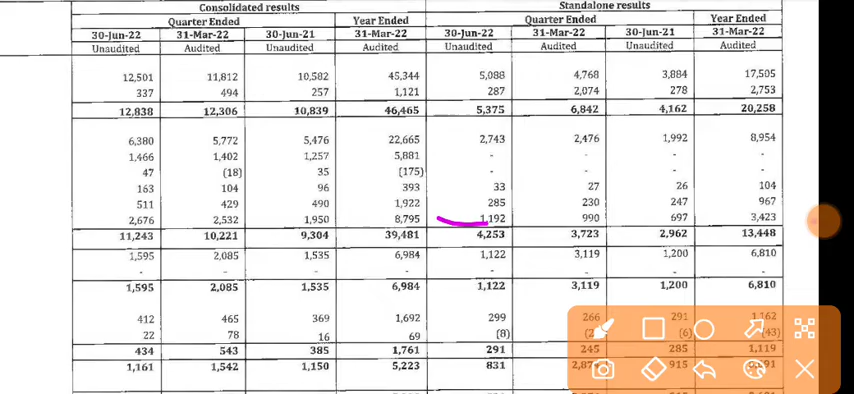 Consolidated results Standalone results
Quarter Ended Year Ended Quarter Ended Year Ended
30-Jun-22 31-Mar-22 30-Jun-21 31-Mar-22 30-Jun-22 31-Mar-22 30-Jun-21 31-Mar-22
Unaudited Audited Unaudited Audited Unaudited Audited Unaudited Audited
12,501 11,812 10,582 45,344 5,088 4,768 3,884 17,505
337 494 257 1,121 287 2,074 278 2,753
12,838 12,306 10,839 46,465 5,375 6,842 4,162 20,258
6,380 5,772 5,476 22,665 2,743 2,476 1,992 8,954
1,466 1,402 1,257 5,881 - - - -
47 (18) 35 (175) - - - -
163 104 96 393 33 27 26 104
511 429 490 1,922 285 230 247 967
2,676 2,532 1,950 8,795 1,192 990 697 3,423
11,243 10,221 9,304 39,481 4,253 3,723 2,962 13,448
1,595 2,085 1,535 6,984 1,122 3,119 1,200 6,810
- - - - - - - -
1,595 2,085 1,535 6,984 1,122 3,119 1,200 6,810
412 465 369 1,692 299 266 291 1,162
22 78 16 69 (8) (6) (43)
434 543 385 1,761 291 245 285 1,119
1,161 1,542 1,150 5,223 831 915